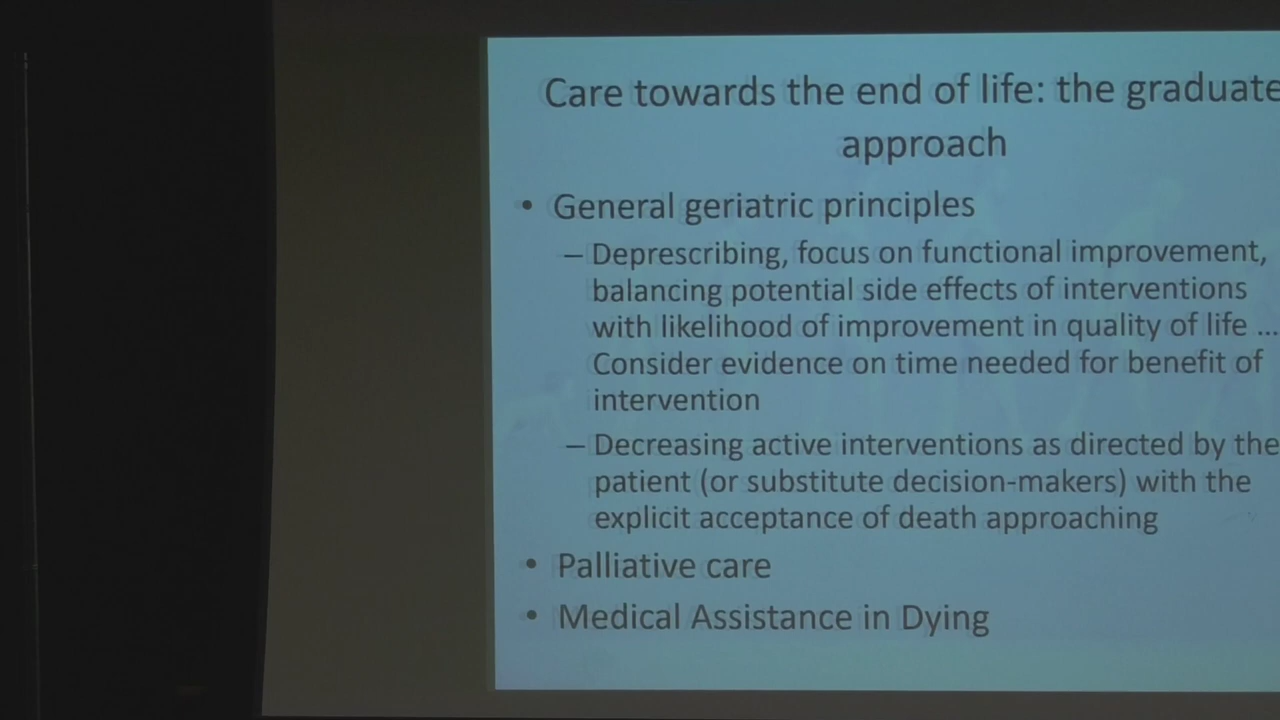 Care towards the end of life: the graduate
approach
• General geriatric principles
– Deprescribing, focus on functional improvement,
balancing potential side effects of interventions
with likelihood of improvement in quality of life ...
Consider evidence on time needed for benefit of
intervention
– Decreasing active interventions as directed by the
patient (or substitute decision-makers) with the
explicit acceptance of death approaching
• Palliative care
• Medical Assistance in Dying